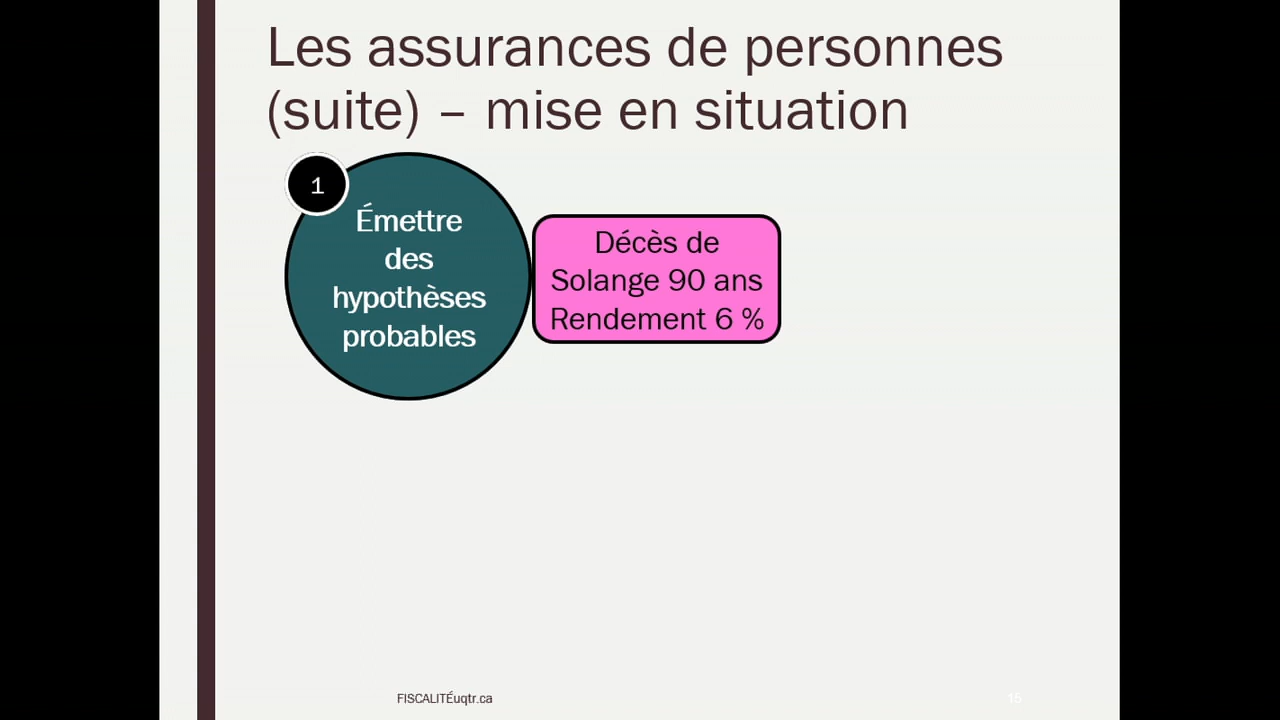 Les assurances de personnes
(suite) – mise en situation
1
Émettre
des
hypothèses
probables
Décès de
Solange 90 ans
Rendement 6 %
FISCALITÉuqtr.ca
15